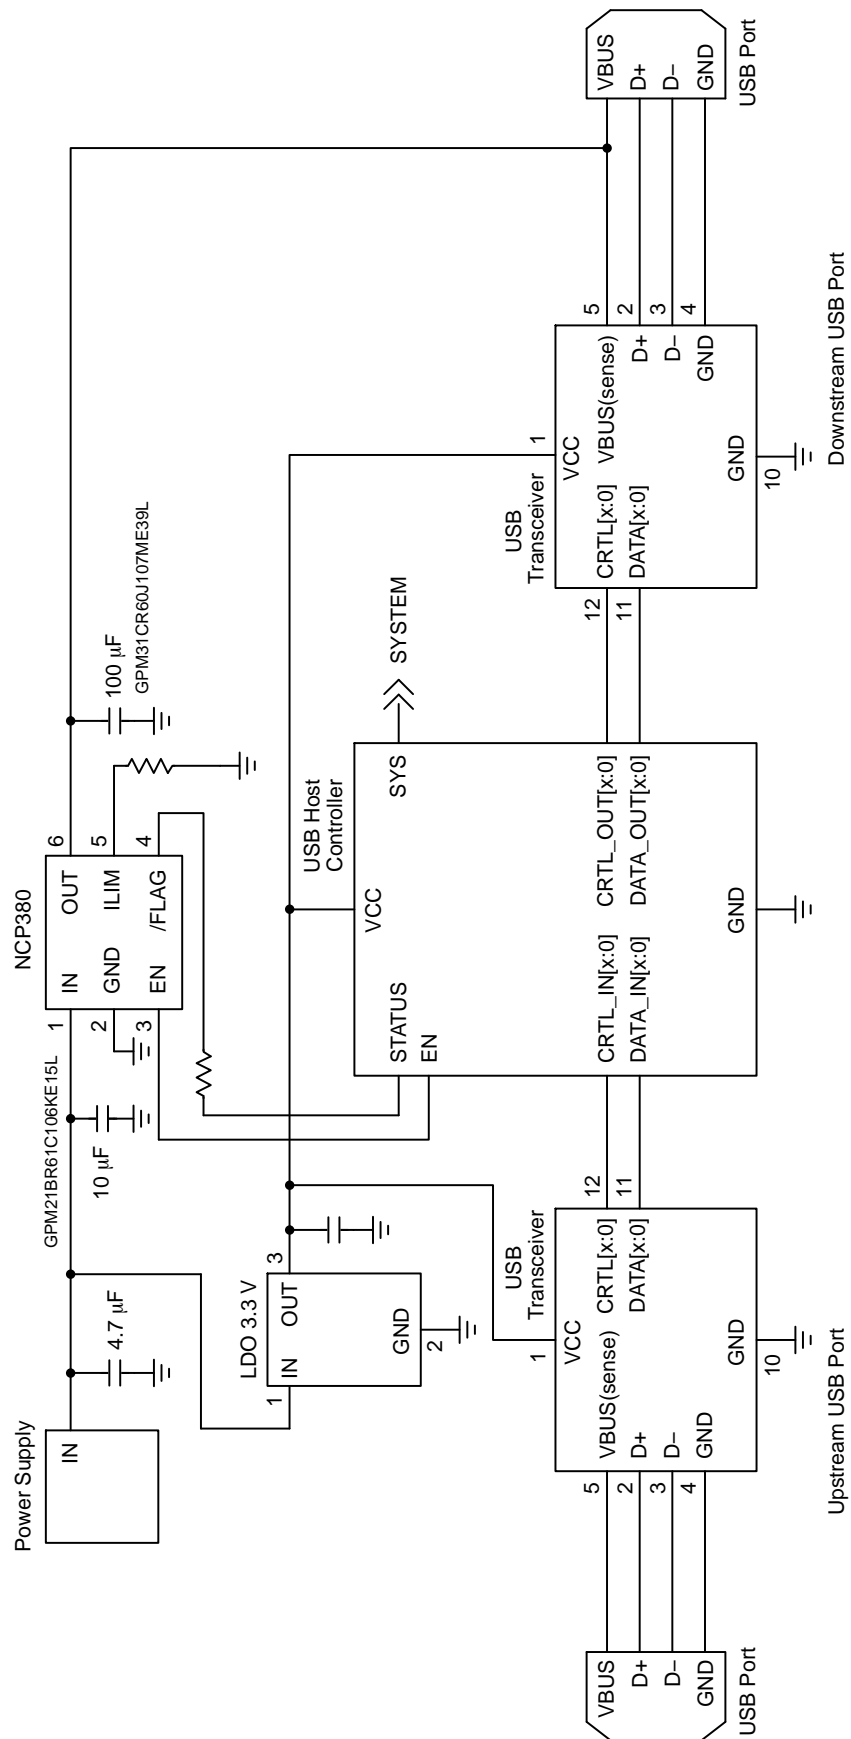 Power Supply
IN
4.7 µF
GPM21BR61C106KE15L
10 µF
NCP380
1
IN
2
GND
3
EN
OUT
6
ILIM
5
/FLAG
4
100 µF
GPM31CR60J107ME39L
LDO 3.3 V
1
IN
OUT
3
GND
2
USB Host
Controller
VCC
STATUS
EN
SYS
SYSTEM
CRTL_IN[x:0]
DATA_IN[x:0]
CRTL_OUT[x:0]
DATA_OUT[x:0]
GND
USB
Transceiver
1
VCC
5
VBUS(sense)
2
D+
3
D−
4
GND
CRTL[x:0]
12
DATA[x:0]
11
GND
10
VBUS
D+
D−
GND
USB Port
Upstream USB Port
USB
Transceiver
1
VCC
12
CRTL[x:0]
11
DATA[x:0]
VBUS(sense)
5
D+
2
D−
3
GND
4
GND
10
VBUS
D+
D−
GND
USB Port
Downstream USB Port